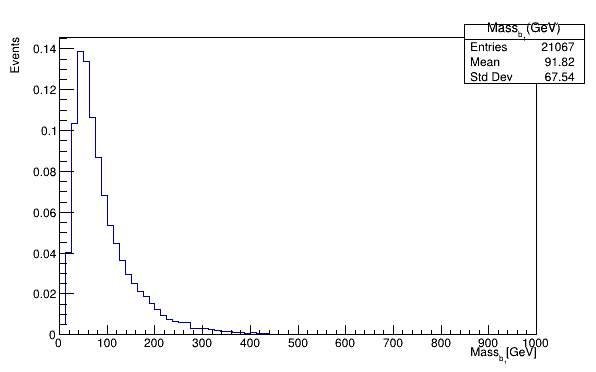 Mass_b₁(GeV)
Entries 21067
Mean 91.82
Std Dev 67.54
Events
0.14
0.12
0.1
0.08
0.06
0.04
0.02
0
0 100 200 300 400 500 600 700 800 900 1000
Mass_b₁[GeV]